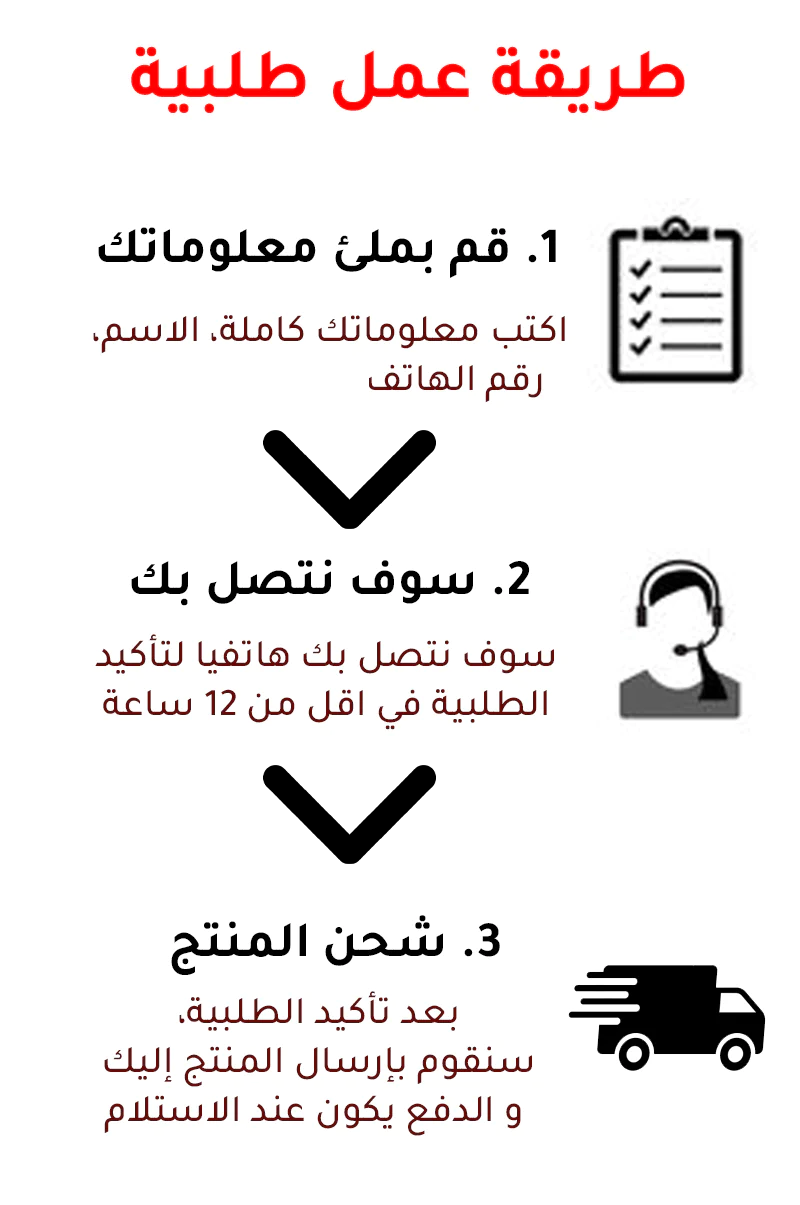 طريقة عمل طلبية
1. قم بملئ معلوماتك
اكتب معلوماتك كاملة، الاسم،
رقم الهاتف
2. سوف نتصل بك
سوف نتصل بك هاتفيا لتأكيد
الطلبية في اقل من 12 ساعة
3. شحن المنتج
بعد تأكيد الطلبية،
سنقوم بإرسال المنتج إليك
و الدفع يكون عند الاستلام